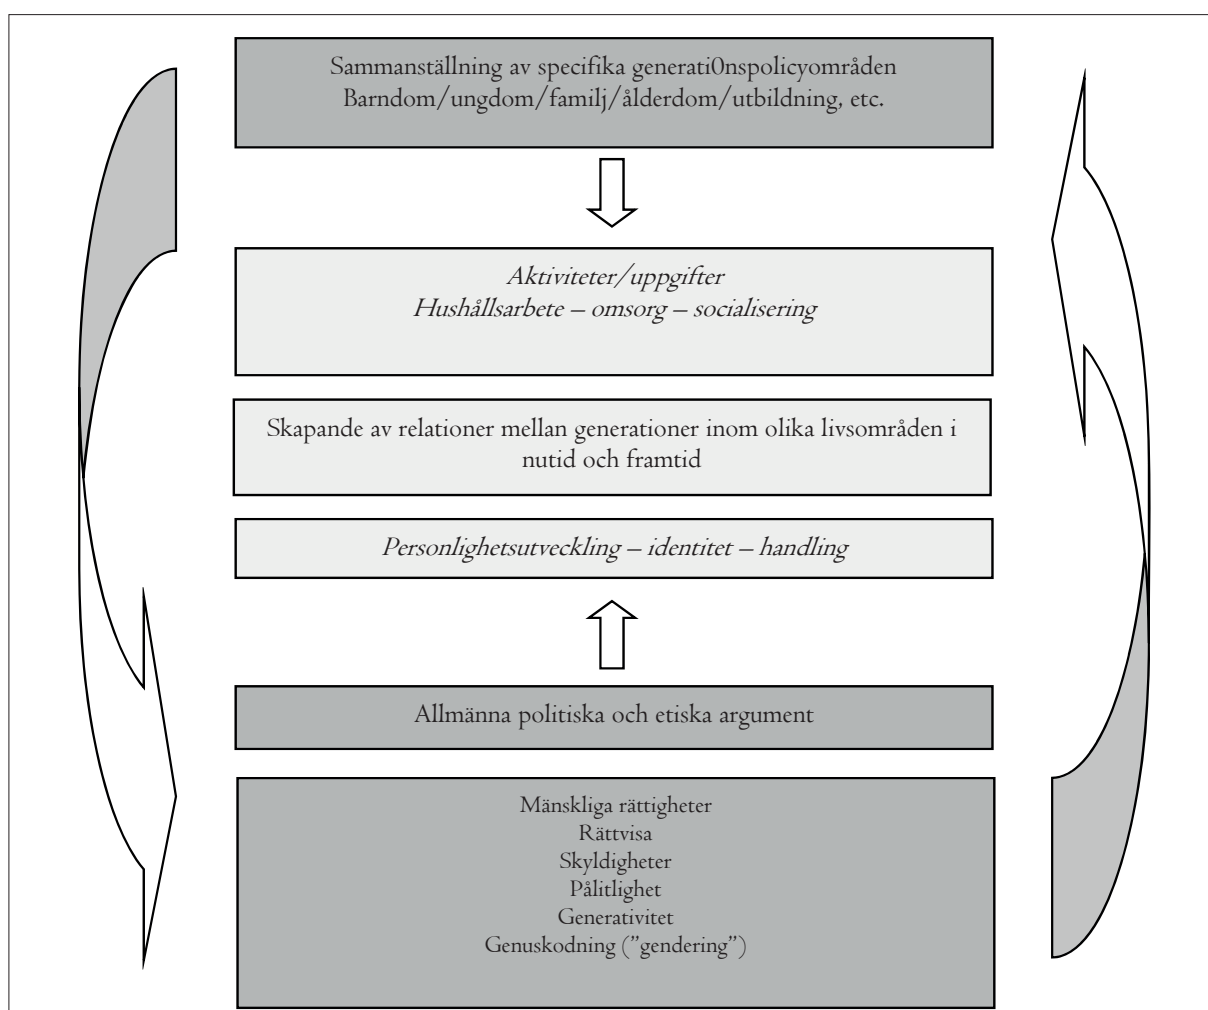 Sammanställning av specifika generati0nspolicyområden
Barndom/ungdom/familj/ålderdom/utbildning, etc.
Aktiviteter/uppgifter
Hushållsarbete – omsorg – socialisering
Skapande av relationer mellan generationer inom olika livsområden i
nutid och framtid
Personlighetsutveckling – identitet – handling
Allmänna politiska och etiska argument
Mänskliga rättigheter
Rättvisa
Skyldigheter
Pålitlighet
Generativitet
Genuskodning (”gendering”)